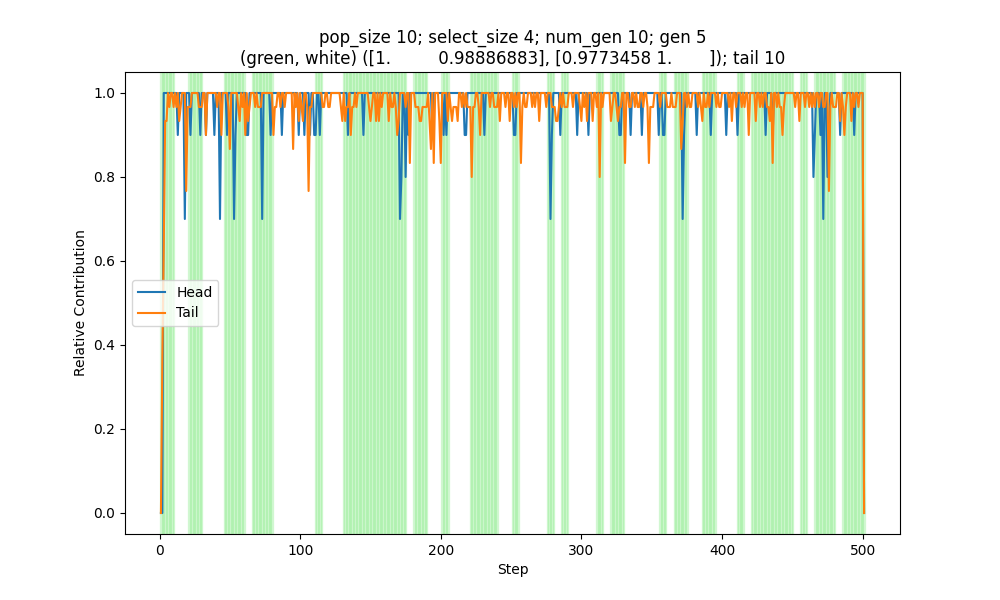 pop_size 10; select_size 4; num_gen 10; gen 5
(green, white) ([1.          0.98886883], [0.9773458 1.        ]); tail 10
1.0
0.8
0.6
0.4
0.2
0.0
Relative Contribution
Head
Tail
0
100
200
300
400
500
Step